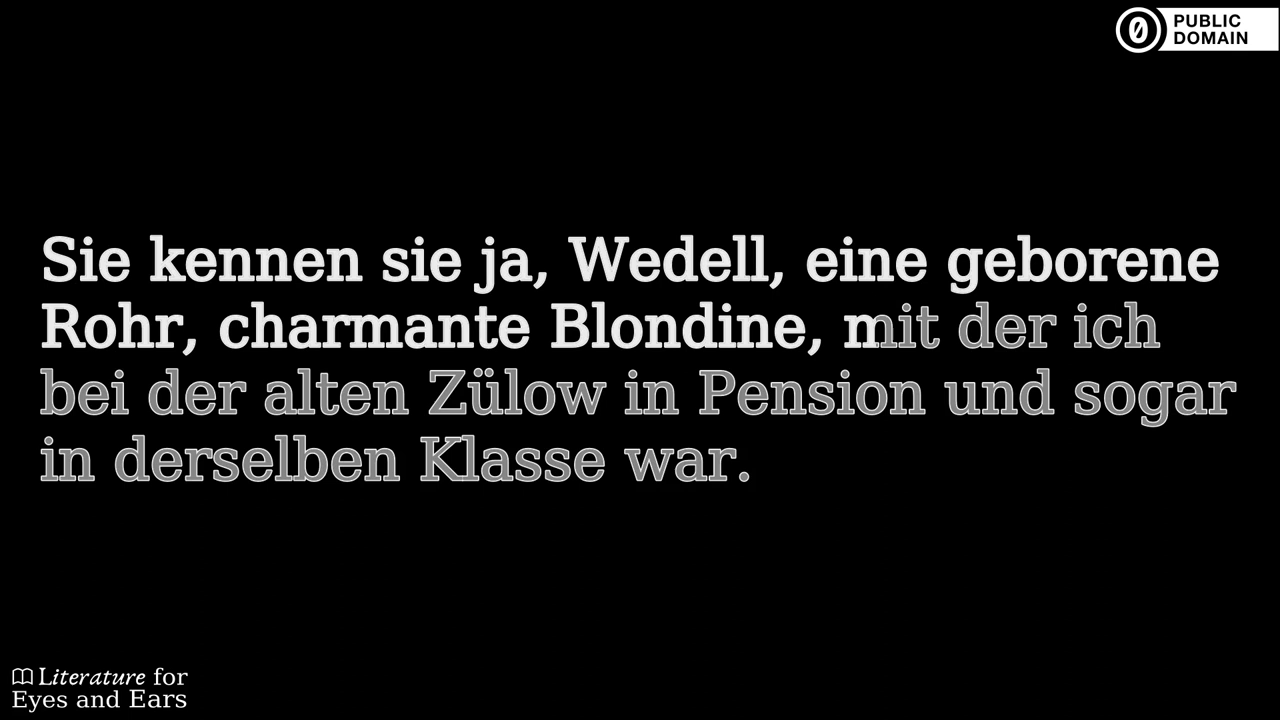 PUBLIC
DOMAIN
Sie kennen sie ja, Wedell, eine geborene
Rohr, charmante Blondine, mit der ich
bei der alten Zülow in Pension und sogar
in derselben Klasse war.
Literature for
Eyes and Ears